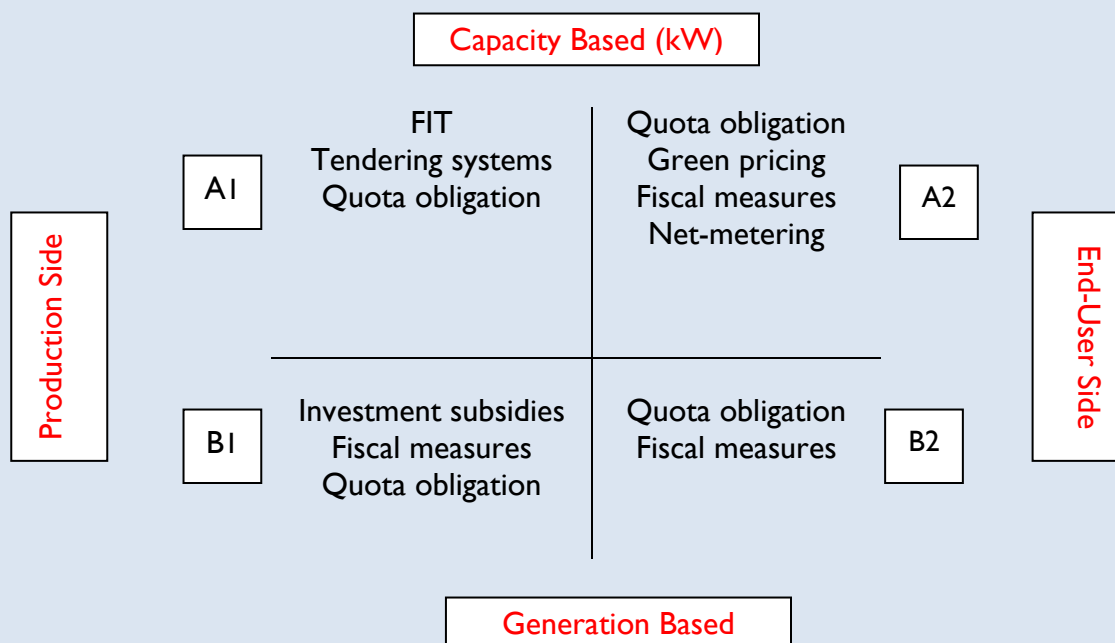 Capacity Based (kW)
FIT
Tendering systems
Quota obligation
A1
Quota obligation
Green pricing
Fiscal measures
Net-metering
A2
Production Side
End-User Side
B1
Investment subsidies
Fiscal measures
Quota obligation
Quota obligation
Fiscal measures
B2
Generation Based